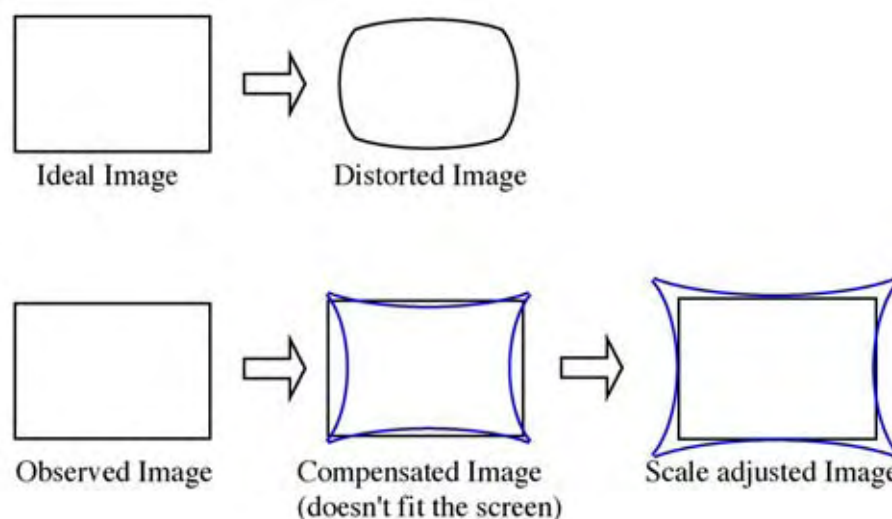 Ideal Image
Distorted Image
Observed Image
Compensated Image
(doesn't fit the screen)
Scale adjusted Image